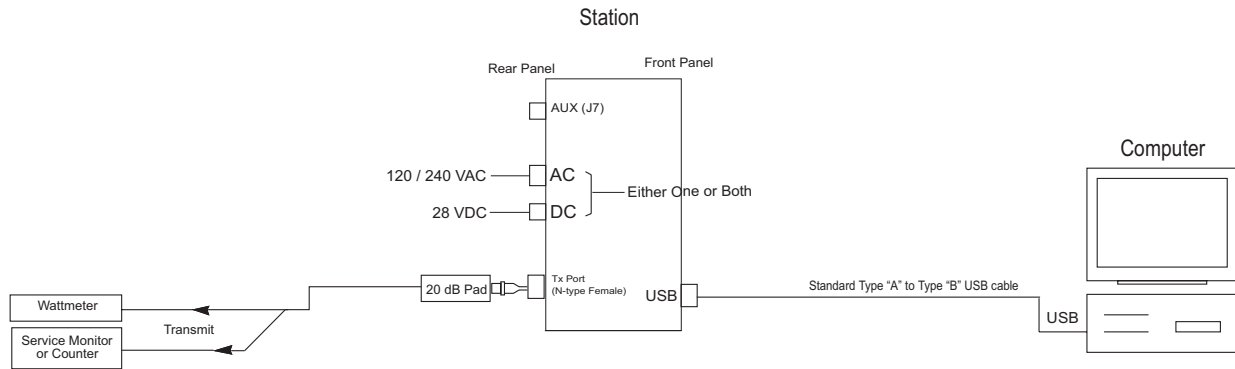 Station
Rear Panel
Front Panel
AUX (J7)
120 / 240 VAC
AC
Either One or Both
28 VDC
DC
Computer
20 dB Pad
Tx Port
(N-type Female)
USB
Standard Type “A” to Type “B” USB cable
USB
Wattmeter
Transmit
Service Monitor
or Counter